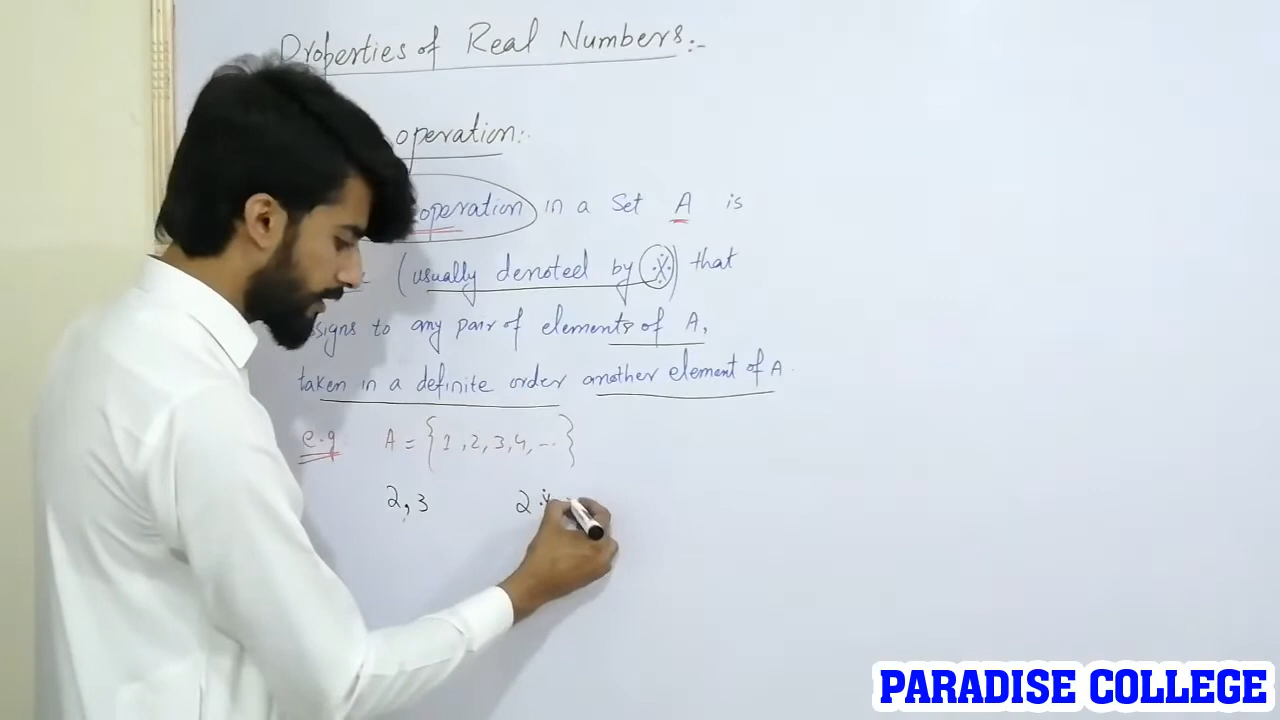 Properties of Real Numbers:-
operation:
operation in a Set A is
(usually denoted by ※) that
ssigns to any pair of elements of A,
taken in a definite order another element of A.
e.g A = {1, 2, 3, 4, ...}
2, 3 2 ※
PARADISE COLLEGE